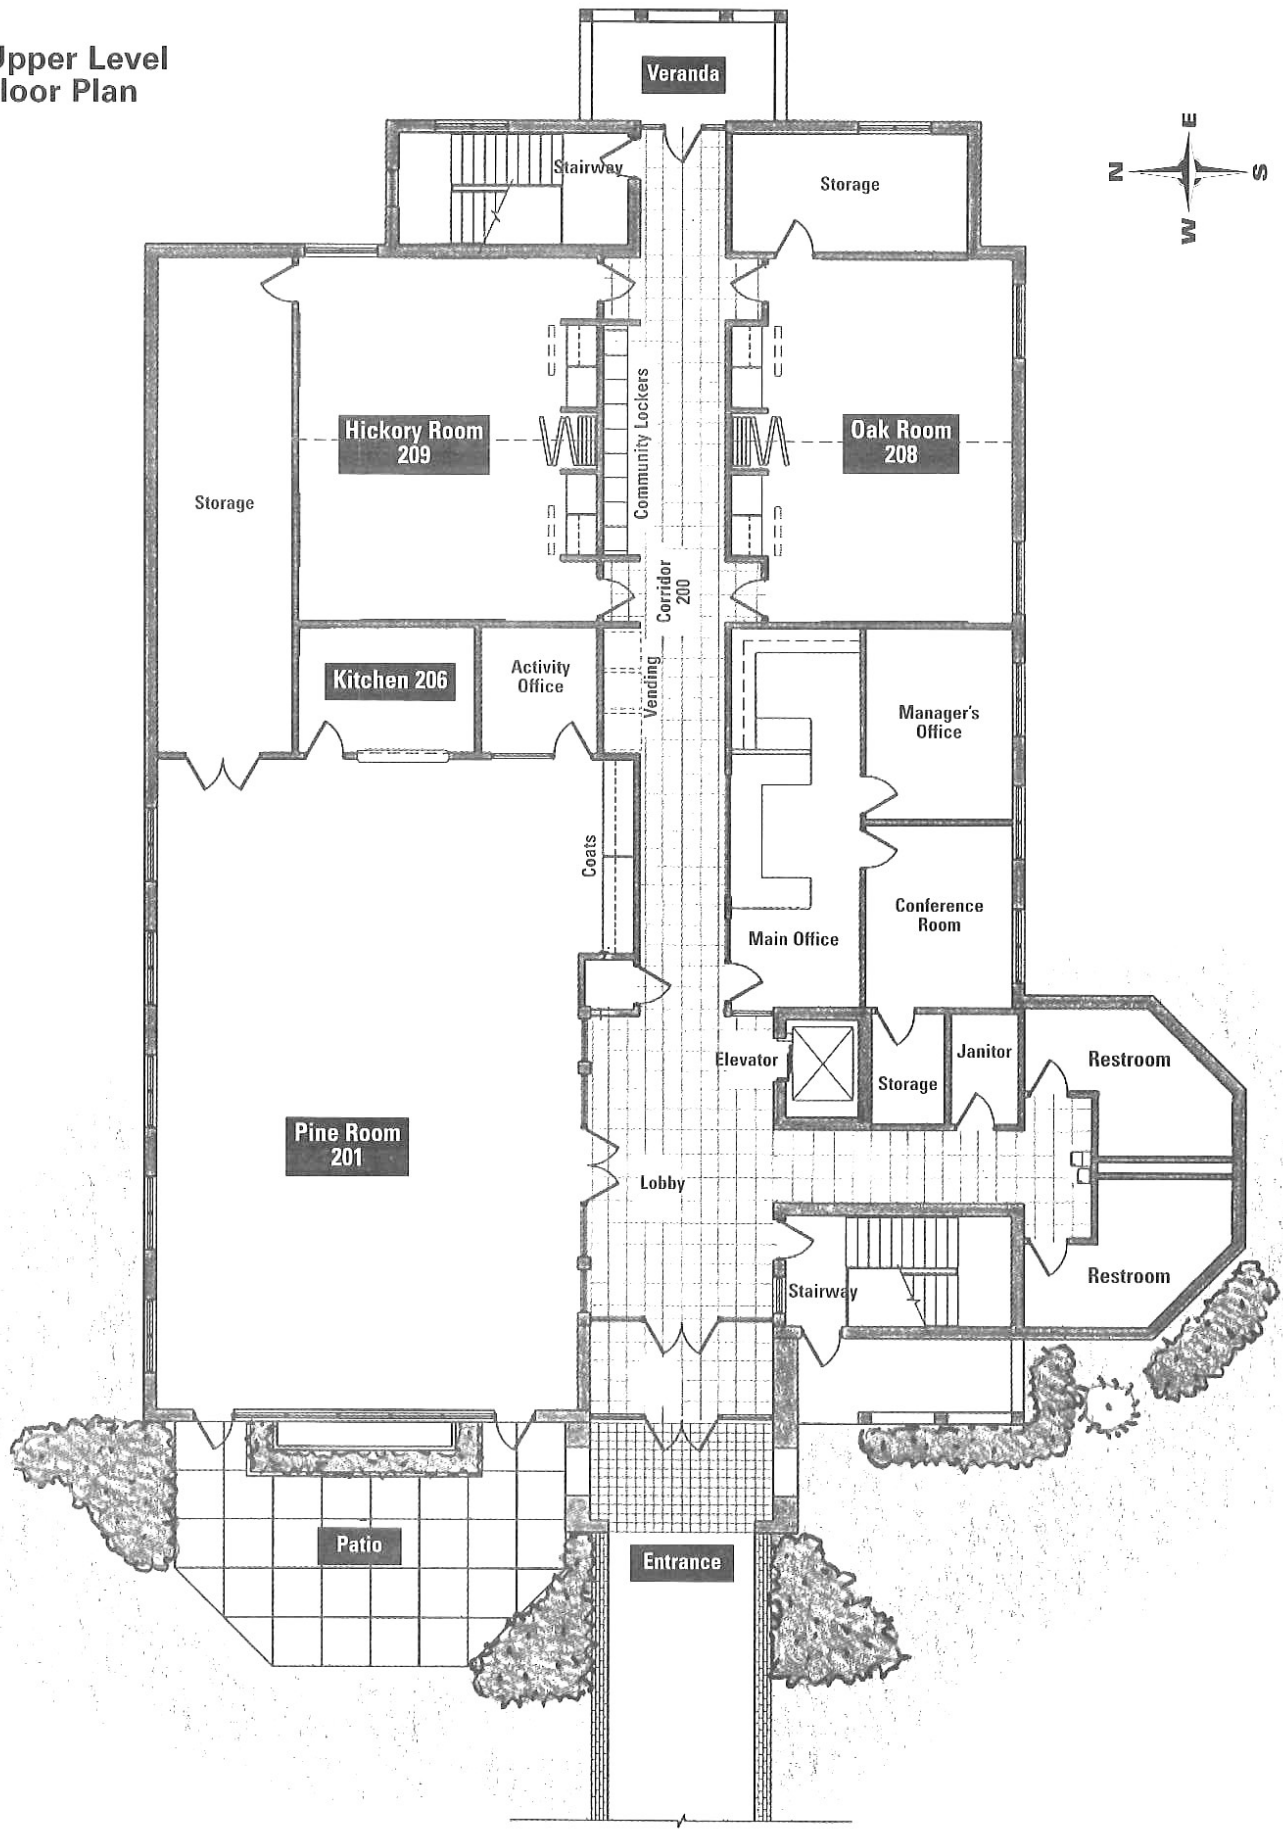 Upper Level
Floor Plan
Veranda
E
N
S
W
Stairway
Storage
Hickory Room
209
Community Lockers
Oak Room
208
Storage
Corridor
200
Kitchen 206
Activity
Office
Vending
Manager's
Office
Coats
Conference
Room
Main Office
Elevator
Storage
Janitor
Restroom
Pine Room
201
Lobby
Stairway
Restroom
Patio
Entrance